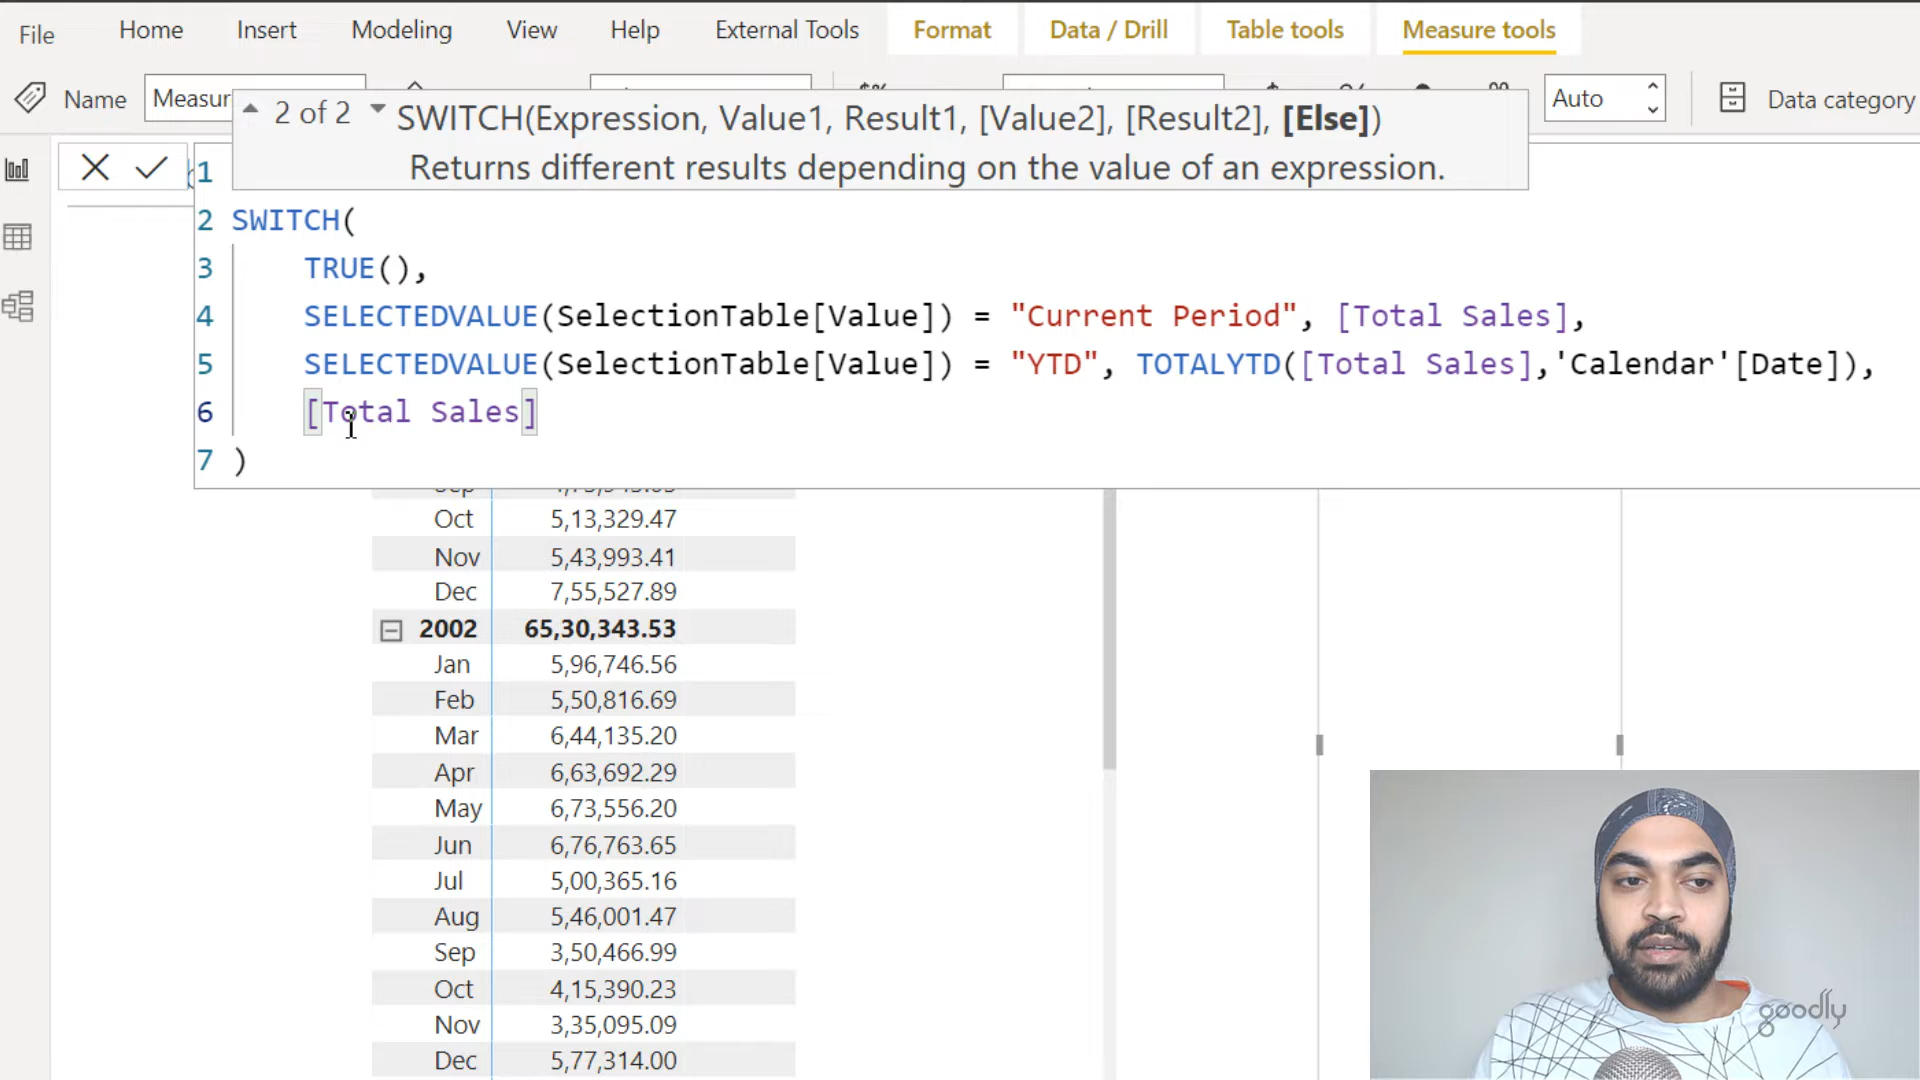 File Home Insert Modeling View Help External Tools Format Data / Drill Table tools Measure tools
Name Measur Auto Data category
2 of 2 SWITCH(Expression, Value1, Result1, [Value2], [Result2], [Else])
Returns different results depending on the value of an expression.
1
2 SWITCH(
3 TRUE(),
4 SELECTEDVALUE(SelectionTable[Value]) = "Current Period", [Total Sales],
5 SELECTEDVALUE(SelectionTable[Value]) = "YTD", TOTALYTD([Total Sales],'Calendar'[Date]),
6 [Total Sales]
7 )
Oct 5,13,329.47
Nov 5,43,993.41
Dec 7,55,527.89
2002 65,30,343.53
Jan 5,96,746.56
Feb 5,50,816.69
Mar 6,44,135.20
Apr 6,63,692.29
May 6,73,556.20
Jun 6,76,763.65
Jul 5,00,365.16
Aug 5,46,001.47
Sep 3,50,466.99
Oct 4,15,390.23
Nov 3,35,095.09
Dec 5,77,314.00
goodly